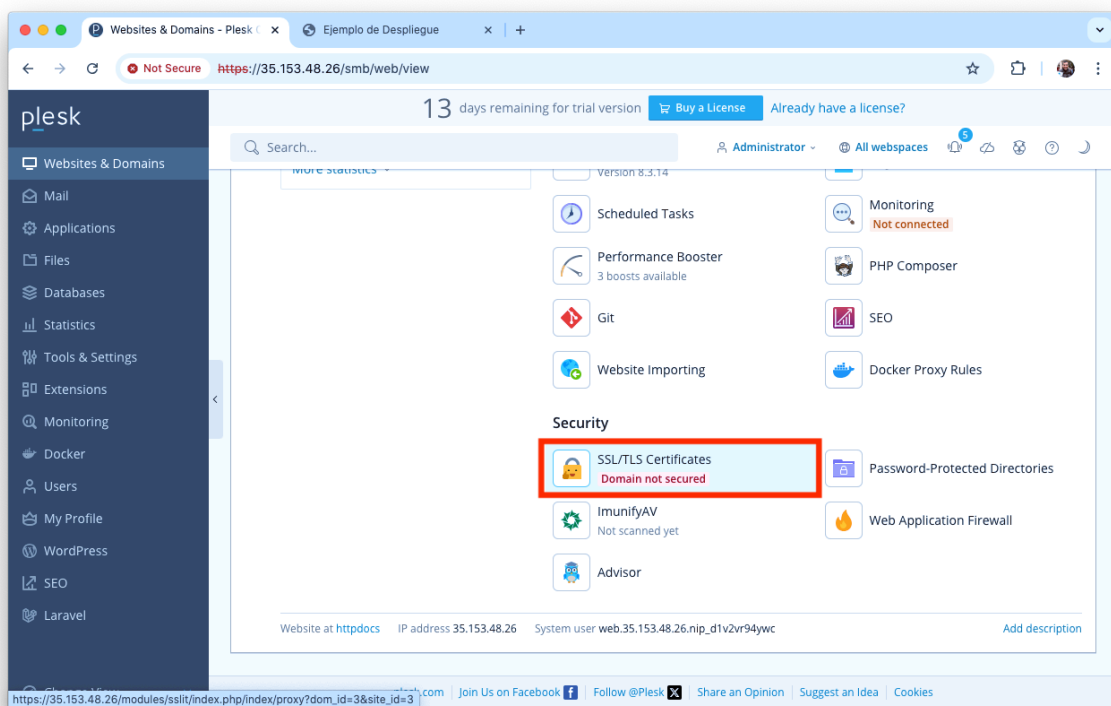 Websites & Domains - Plesk
Ejemplo de Despliegue
Not Secure https://35.153.48.26/smb/web/view
plesk
13 days remaining for trial version Buy a License Already have a license?
Search... Administrator All webspaces 5
Websites & Domains
Mail
Applications
Files
Databases
Statistics
Tools & Settings
Extensions
Monitoring
Docker
Users
My Profile
WordPress
SEO
Laravel
More statistics
Version 8.3.14
Scheduled Tasks
Monitoring
Not connected
Performance Booster
3 boosts available
PHP Composer
Git
SEO
Website Importing
Docker Proxy Rules
Security
SSL/TLS Certificates
Domain not secured
Password-Protected Directories
ImunifyAV
Not scanned yet
Web Application Firewall
Advisor
Website at httpdocs IP address 35.153.48.26 System user web.35.153.48.26.nip_d1v2vr94ywc Add description
plesk.com Join Us on Facebook Follow @Plesk Share an Opinion Suggest an Idea Cookies
https://35.153.48.26/modules/sslit/index.php/index/proxy?dom_id=3&site_id=3